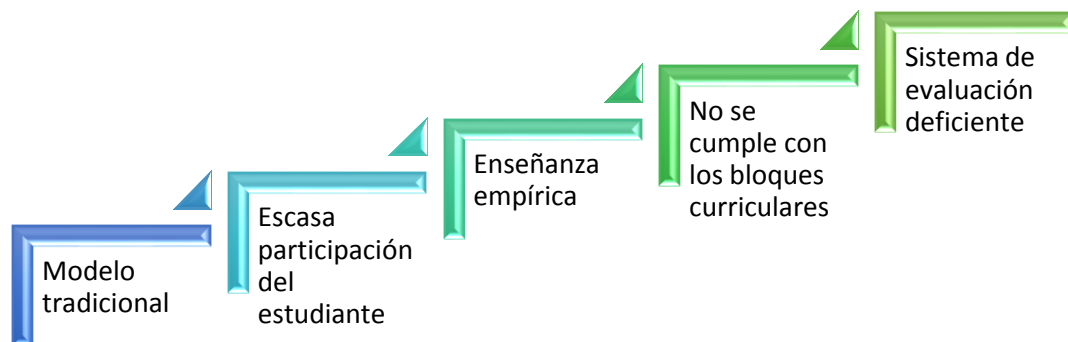 Modelo
tradicional
Escasa
participación
del
estudiante
Enseñanza
empírica
No se
cumple con
los bloques
curriculares
Sistema de
evaluación
deficiente